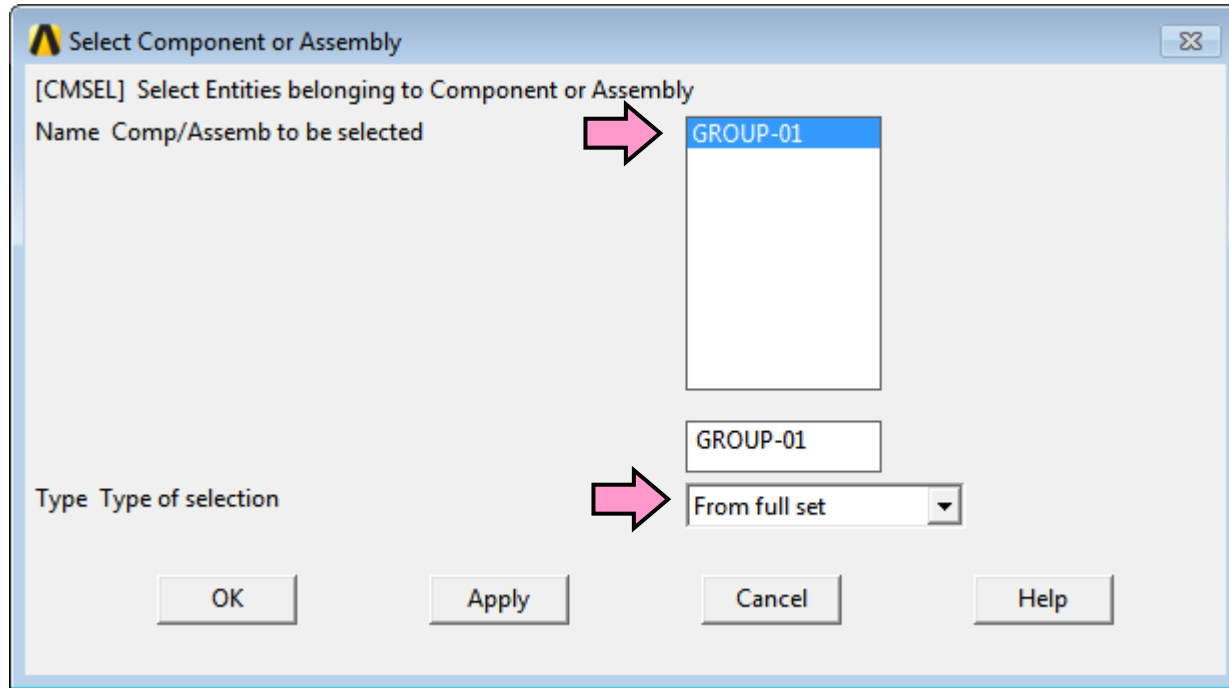 Select Component or Assembly
[CMSEL] Select Entities belonging to Component or Assembly
Name Comp/Assemb to be selected
GROUP-01
GROUP-01
Type Type of selection
From full set
OK Apply Cancel Help